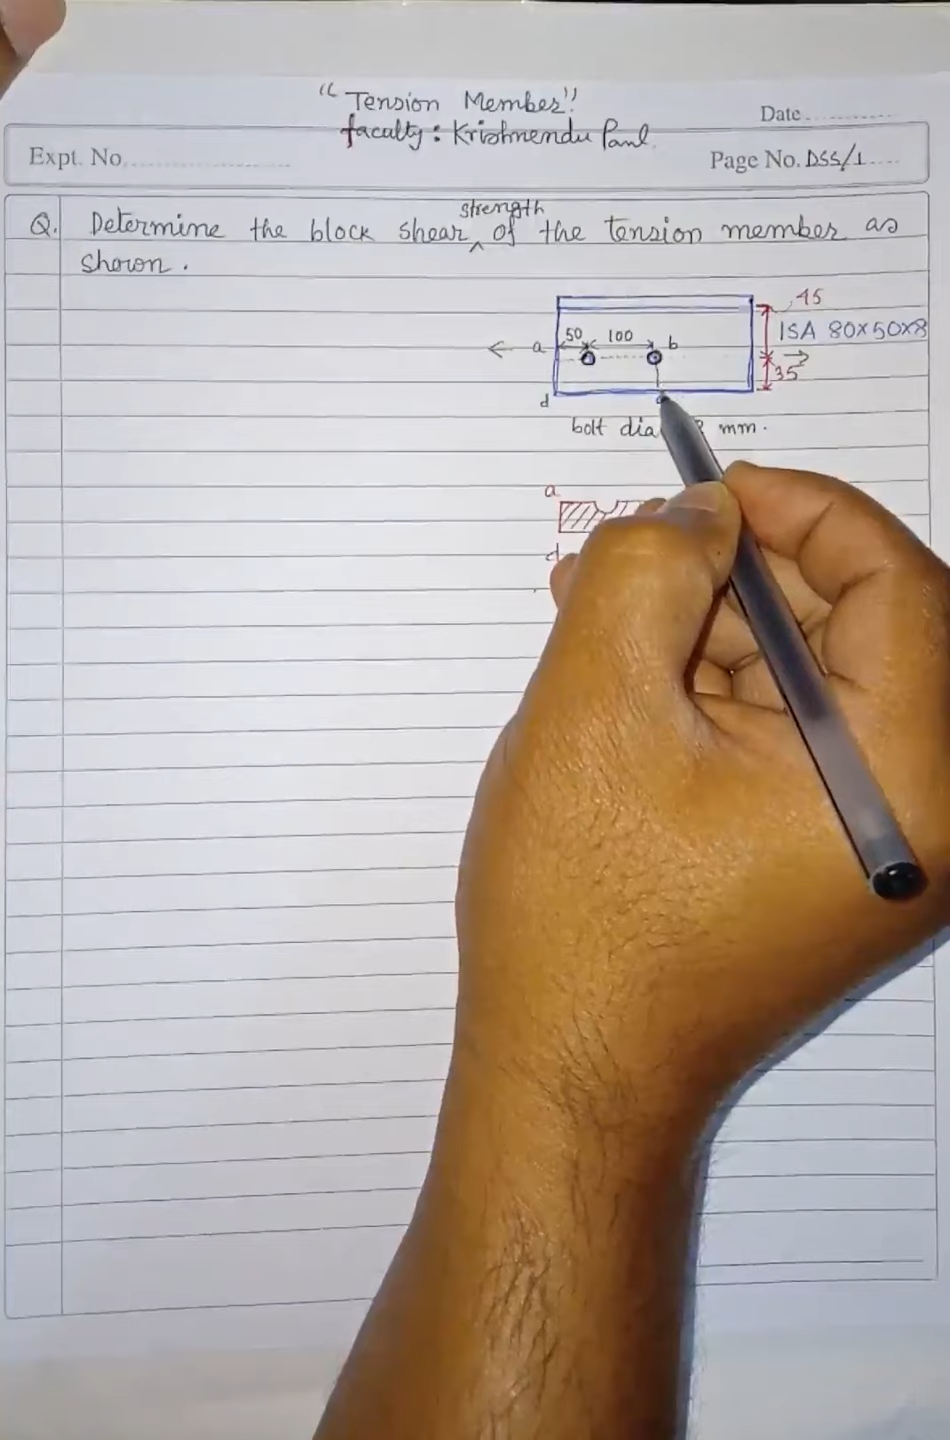 "Tension Member"
faculty: Krishnendu Paul.
Date
Expt. No.
Page No. DSS/1
Q. Determine the block shear ^ strength of the tension member as
shown.
45
50 100
ISA 80×50×8
a b
35
d
bolt dia mm.
a
d